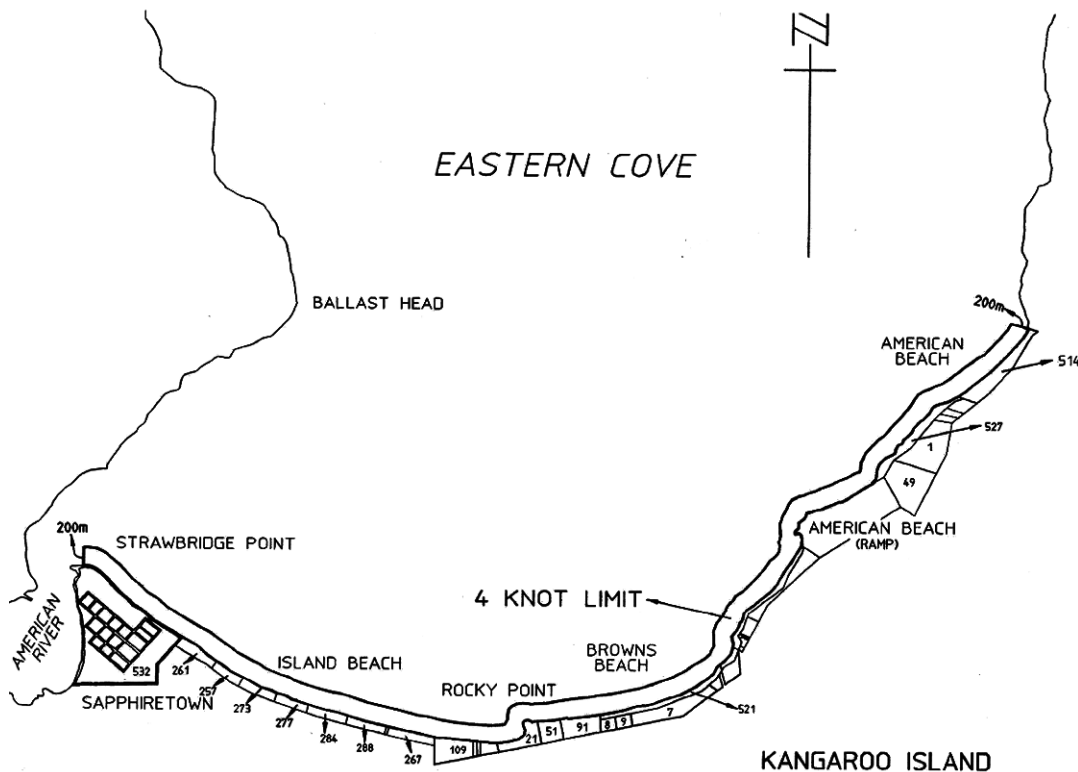 N
EASTERN COVE
BALLAST HEAD
200m
AMERICAN
BEACH
514
527
1
49
AMERICAN BEACH
(RAMP)
200m
STRAWBRIDGE POINT
4 KNOT LIMIT
AMERICAN
RIVER
BROWNS
BEACH
ISLAND BEACH
ROCKY POINT
532
261
SAPPHIRETOWN
257
273
277
284
288
267
109
21
51
91
8
9
7
521
KANGAROO ISLAND